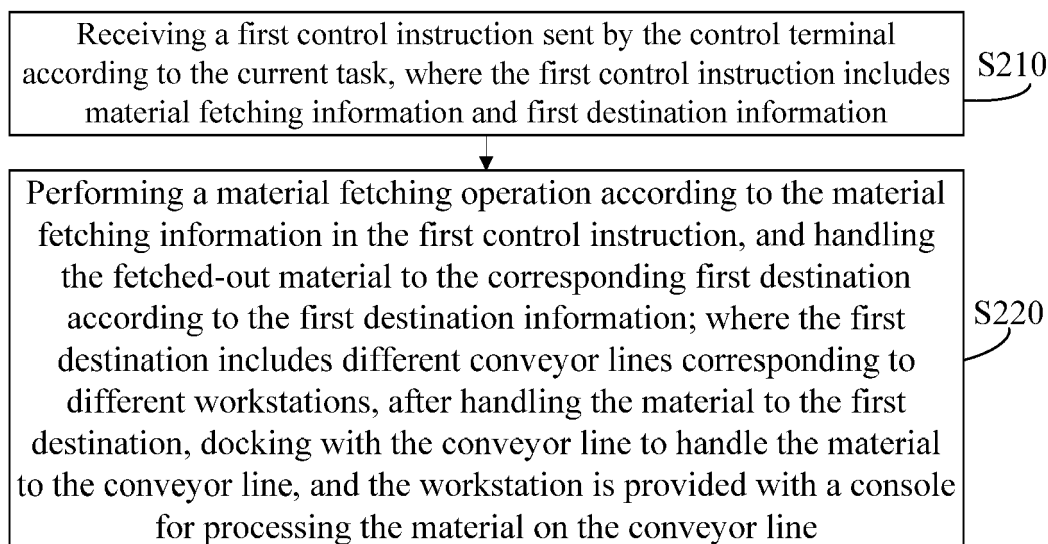 Receiving a first control instruction sent by the control terminal
according to the current task, where the first control instruction includes
material fetching information and first destination information
S210
Performing a material fetching operation according to the material
fetching information in the first control instruction, and handling
the fetched-out material to the corresponding first destination
according to the first destination information; where the first
destination includes different conveyor lines corresponding to
different workstations, after handling the material to the first
destination, docking with the conveyor line to handle the material
to the conveyor line, and the workstation is provided with a console
for processing the material on the conveyor line
S220